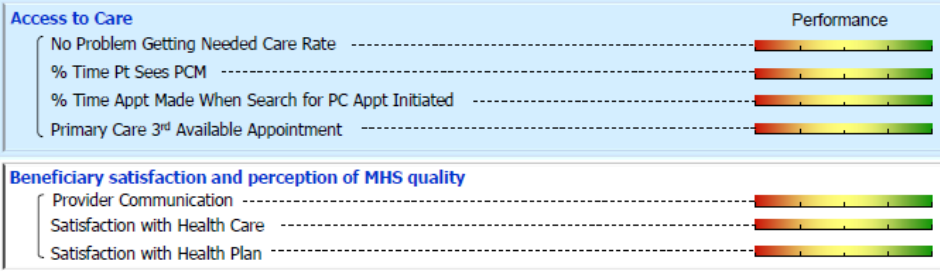 Access to Care
Performance
No Problem Getting Needed Care Rate
% Time Pt Sees PCM
% Time Appt Made When Search for PC Appt Initiated
Primary Care 3rd Available Appointment
Beneficiary satisfaction and perception of MHS quality
Provider Communication
Satisfaction with Health Care
Satisfaction with Health Plan